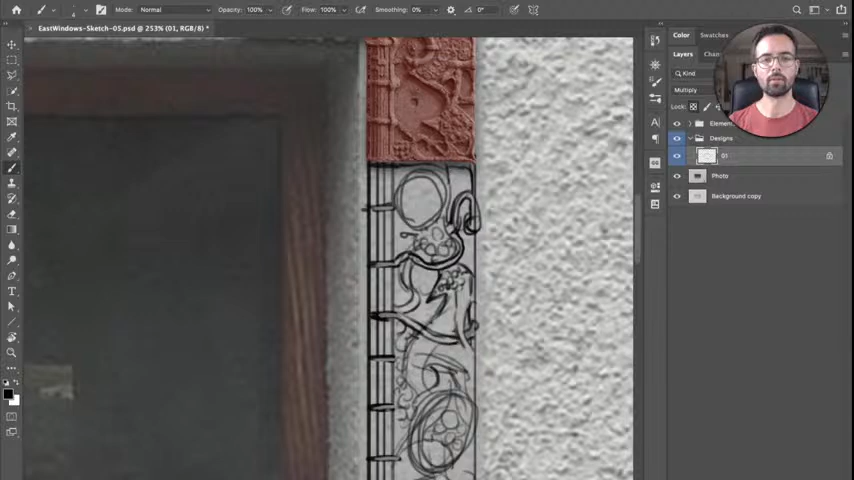 Mode: Normal Opacity: 100% Flow: 100% Smoothing: 0% 0°
EastWindows-Sketch-05.psd @ 253% (01, RGB/8) *
Color Swatches
Layers
Kind
Multiply
Lock:
Designs
01
Photo
Background copy